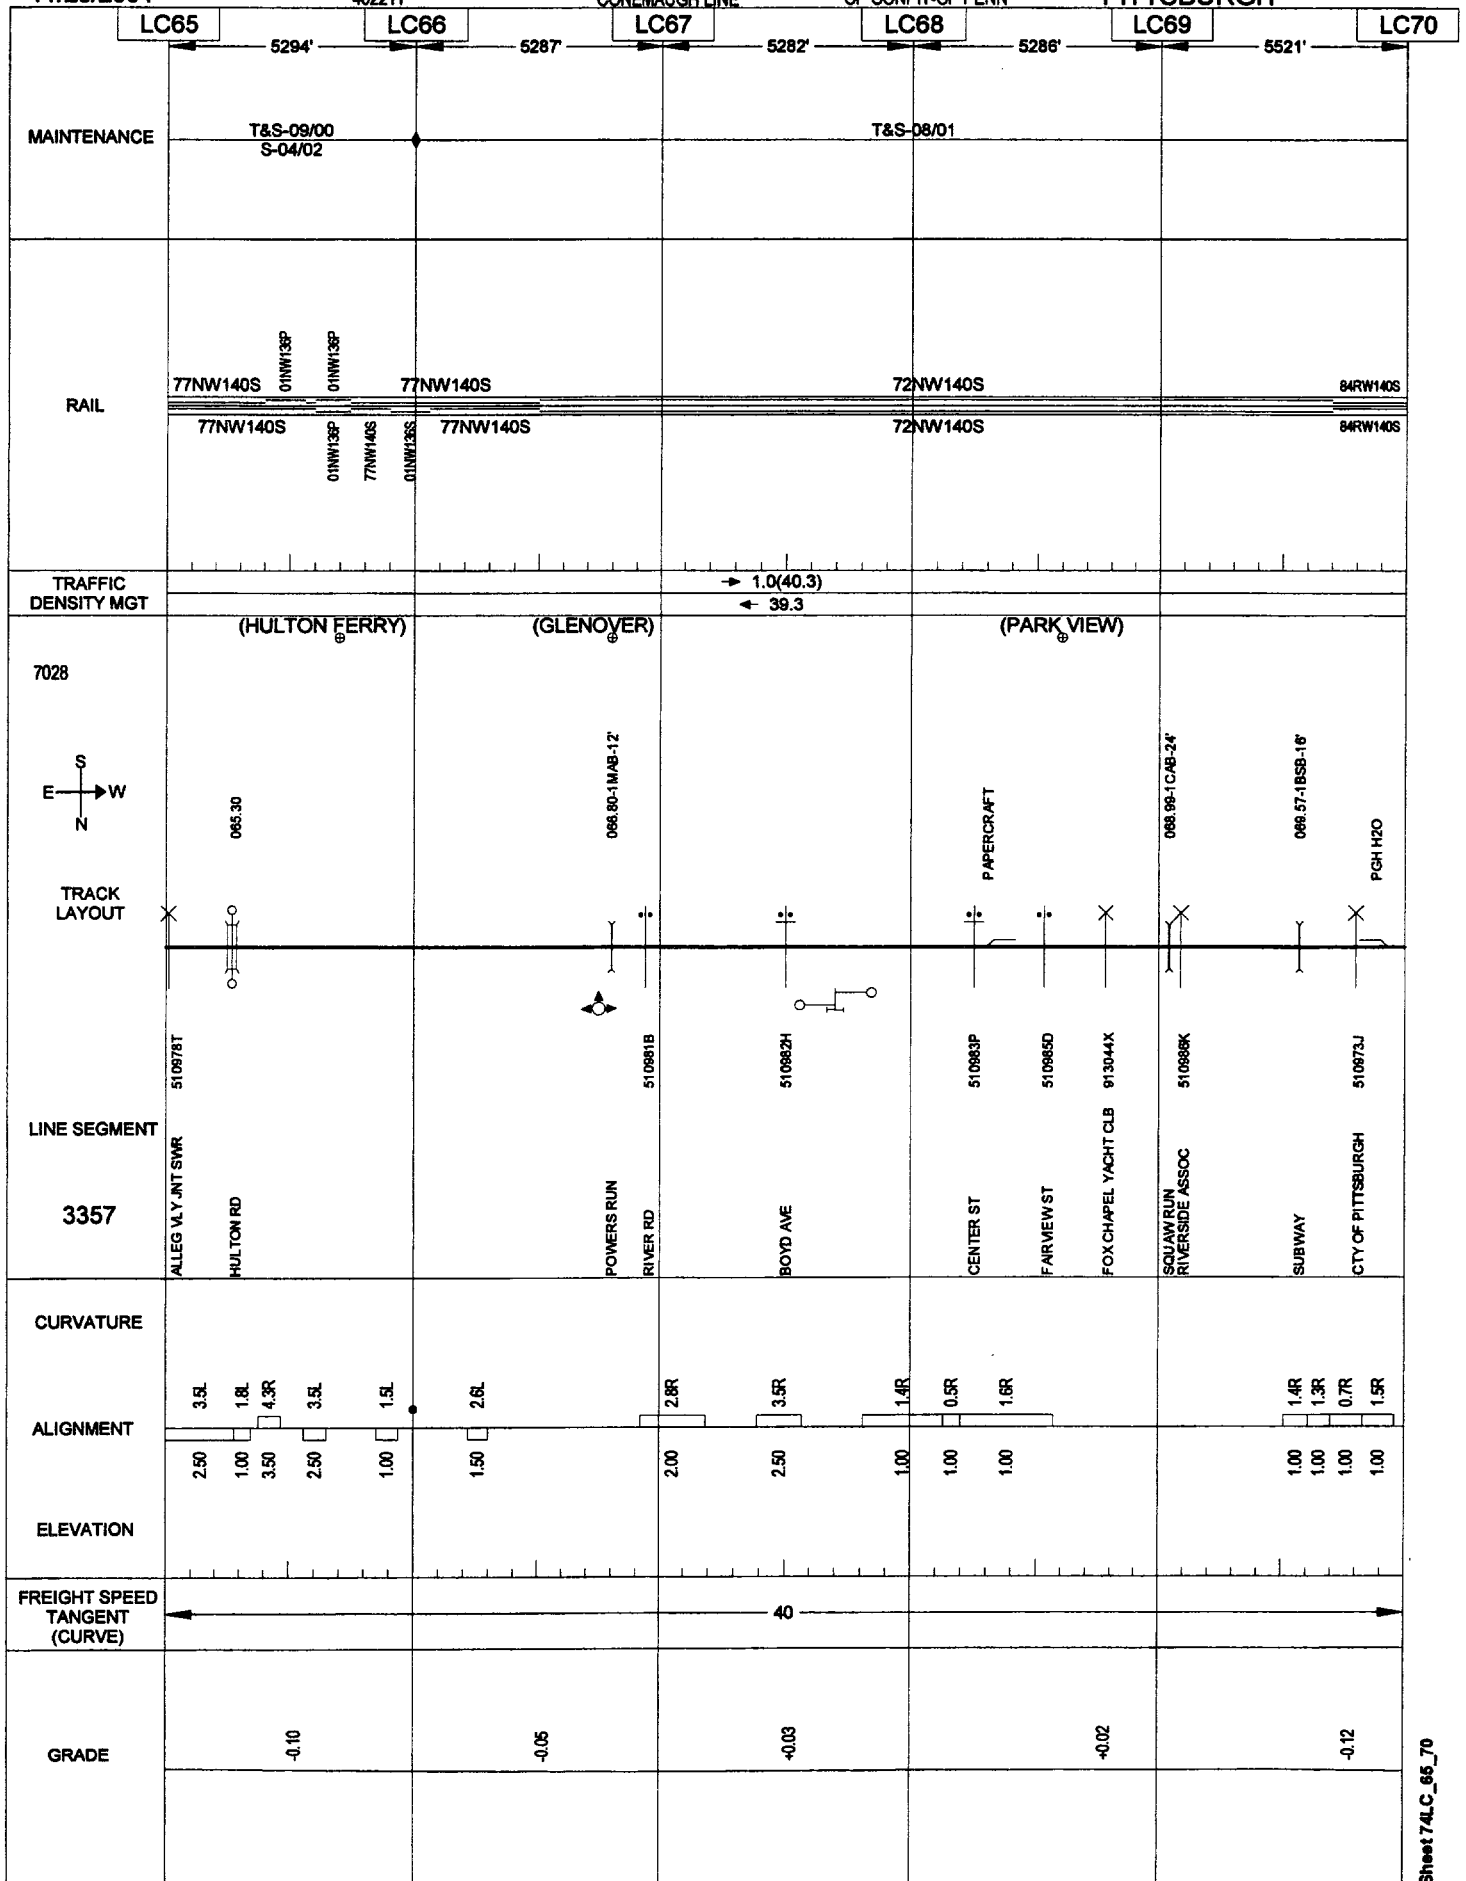 CONEMAUGH LINE
PITTSBURGH
LC65 LC66 LC67 LC68 LC69 LC70
5294' 5287' 5282' 5286' 5521'
MAINTENANCE
T&S-09/00
S-04/02
T&S-08/01
RAIL
77NW140S 01NW136P 01NW136P 77NW140S 72NW140S 84RW140S
77NW140S 01NW136P 77NW140S 01NW136S 77NW140S 72NW140S 84RW140S
TRAFFIC
DENSITY MGT
1.0(40.3)
39.3
(HULTON FERRY) (GLENOVER) (PARK VIEW)
7028
S
E W
N
TRACK
LAYOUT
065.30
066.80-1MAB-12'
PAPERCRAFT
068.99-1CAB-24'
069.57-1BSB-16'
PGH H2O
510978T
510981B
510982H
510983P
510985D
913044X
510986K
510973J
LINE SEGMENT
3357
ALLEG VLY JNT SWR
HULTON RD
POWERS RUN
RIVER RD
BOYD AVE
CENTER ST
FAIRVIEW ST
FOX CHAPEL YACHT CLB
SQUAW RUN
RIVERSIDE ASSOC
SUBWAY
CTY OF PITTSBURGH
CURVATURE
3.5L 1.8L 4.3R 3.5L 1.5L 2.6L 2.8R 3.5R 1.4R 0.5R 1.6R 1.4R 1.3R 0.7R 1.5R
ALIGNMENT
2.50 1.00 3.50 2.50 1.00 1.50 2.00 2.50 1.00 1.00 1.00 1.00 1.00 1.00 1.00
ELEVATION
FREIGHT SPEED
TANGENT
(CURVE)
40
GRADE
-0.10 -0.05 +0.03 +0.02 -0.12
Sheet 74LC_65_70